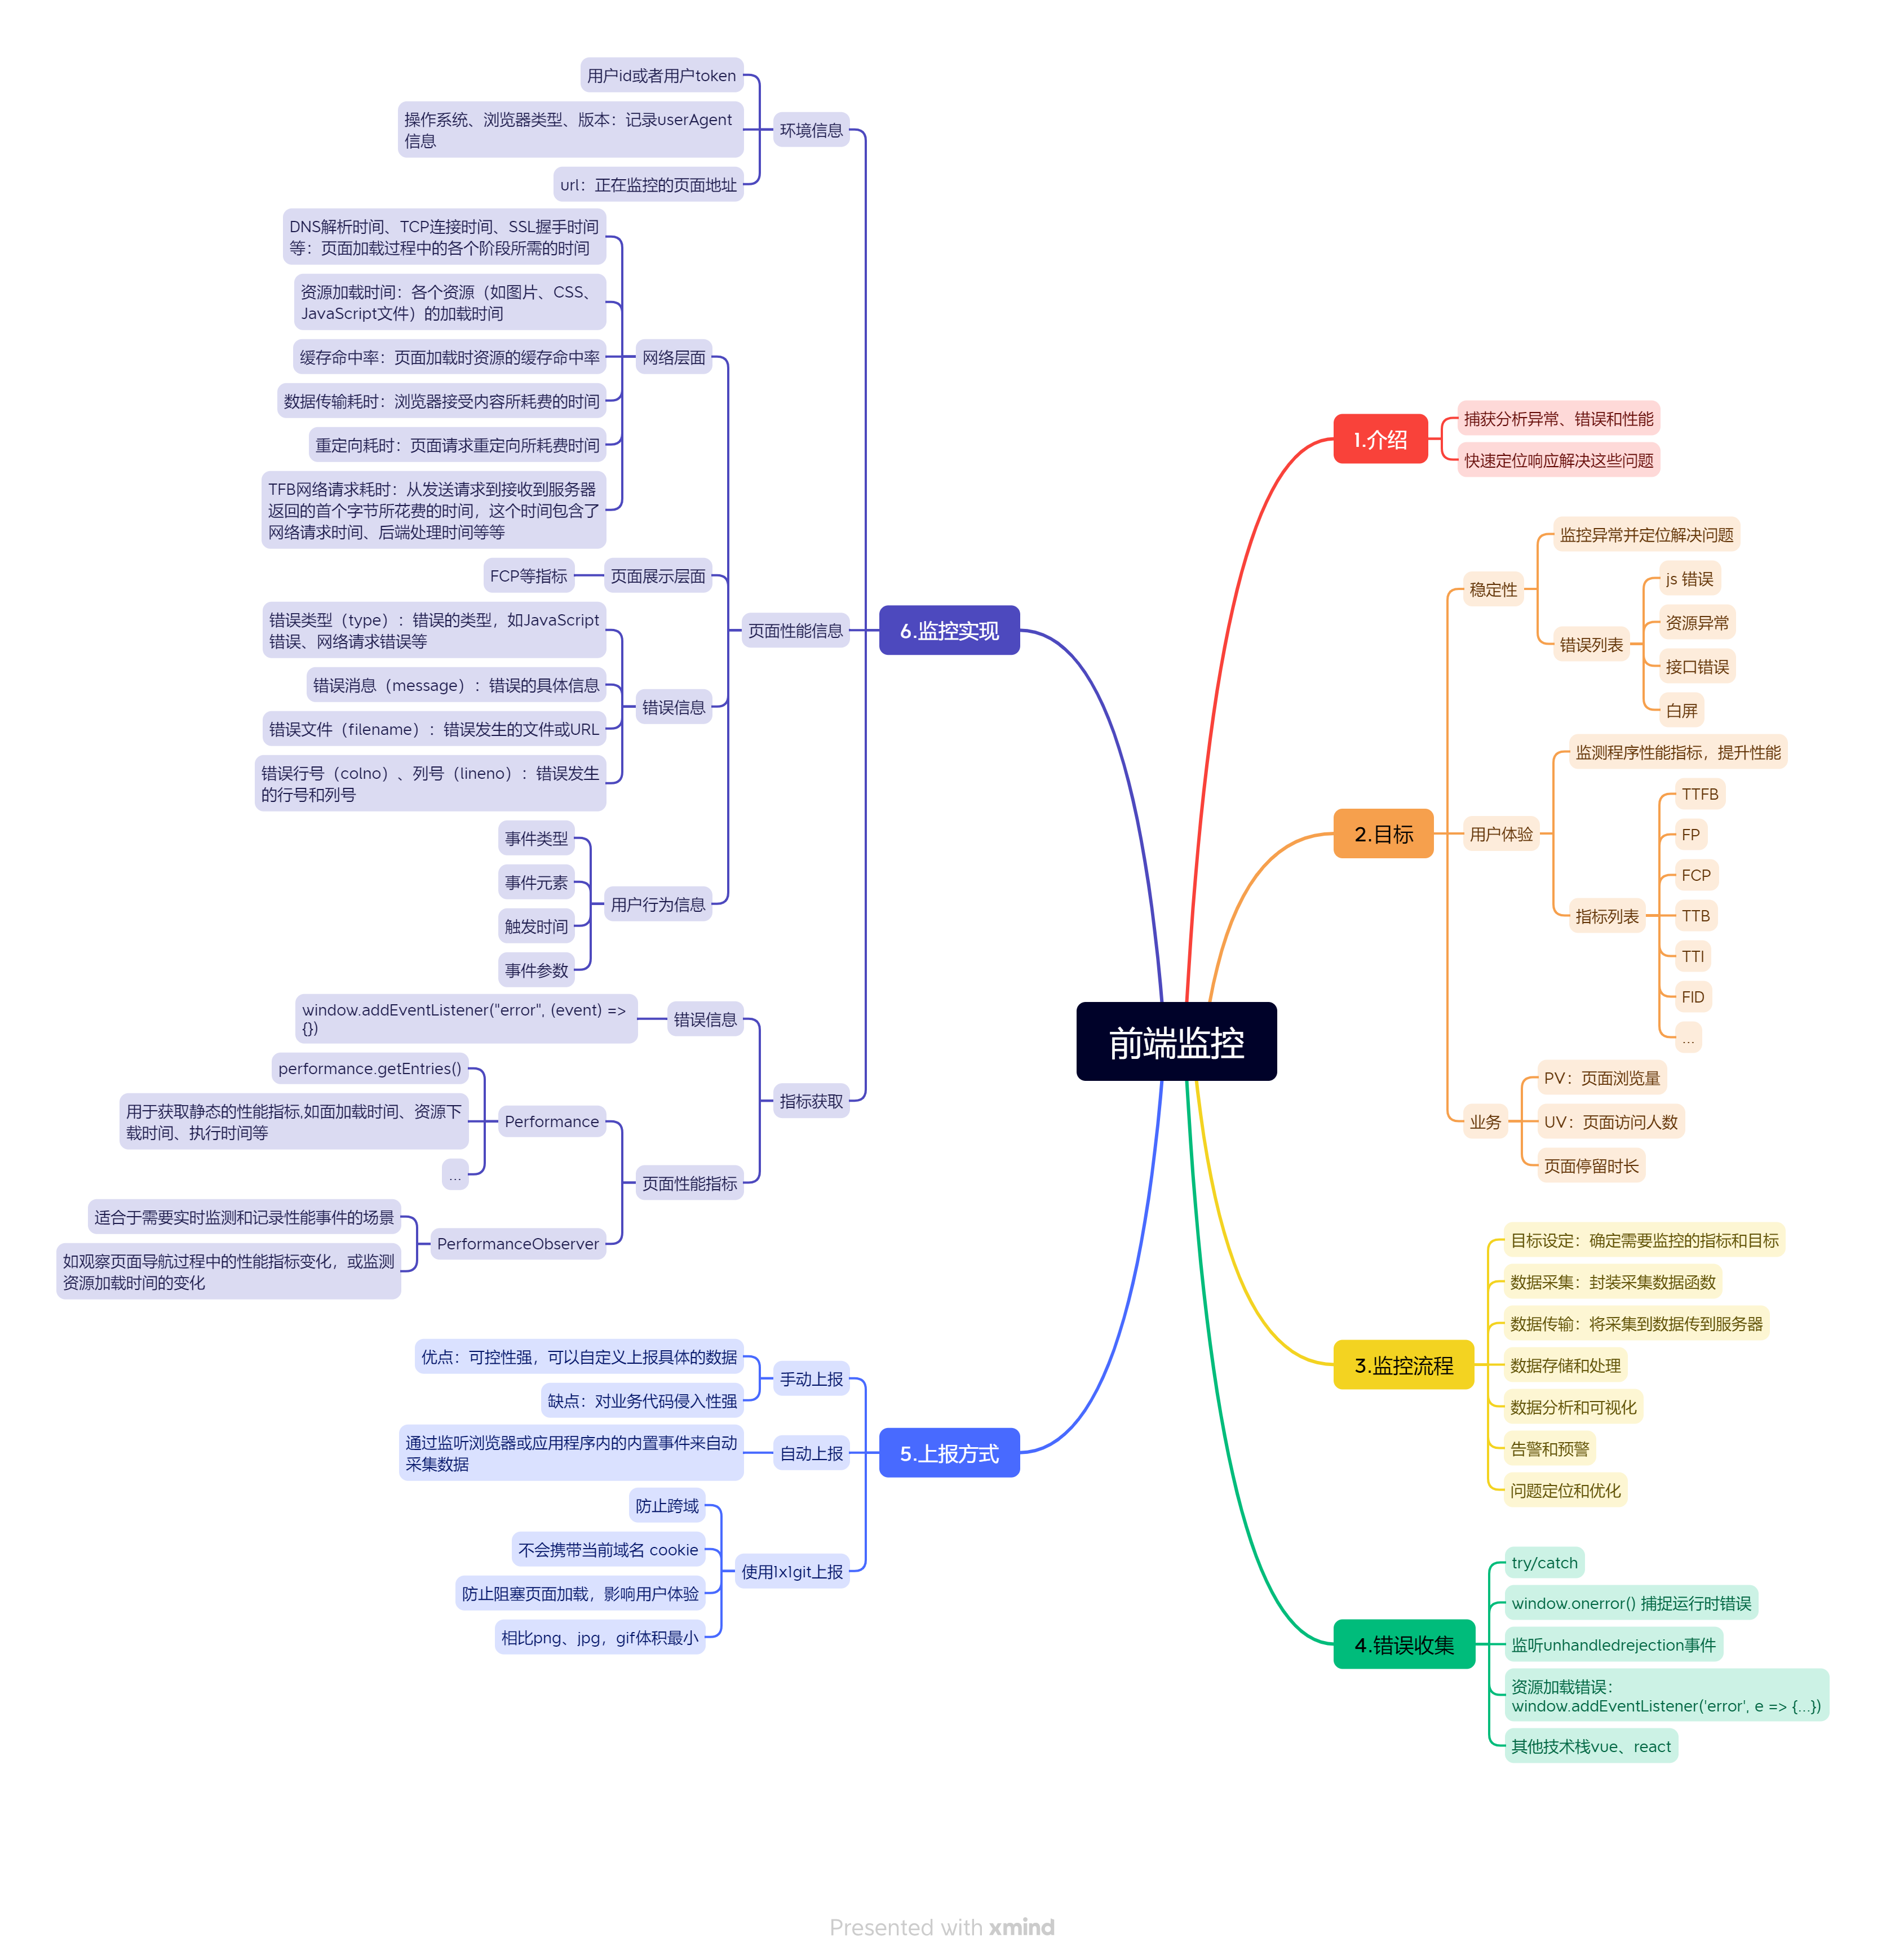 前端监控
1.介绍
捕获分析异常、错误和性能
快速定位响应解决这些问题
2.目标
稳定性
监控异常并定位解决问题
错误列表
js 错误
资源异常
接口错误
白屏
用户体验
监测程序性能指标，提升性能
指标列表
TTFB
FP
FCP
TTB
TTI
FID
...
业务
PV：页面浏览量
UV：页面访问人数
页面停留时长
3.监控流程
目标设定：确定需要监控的指标和目标
数据采集：封装采集数据函数
数据传输：将采集到数据传到服务器
数据存储和处理
数据分析和可视化
告警和预警
问题定位和优化
4.错误收集
try/catch
window.onerror() 捕捉运行时错误
监听unhandledrejection事件
资源加载错误：
window.addEventListener('error', e => {...})
其他技术栈vue、react
5.上报方式
手动上报
优点：可控性强，可以自定义上报具体的数据
缺点：对业务代码侵入性强
自动上报
通过监听浏览器或应用程序内的内置事件来自动
采集数据
使用1x1git上报
防止跨域
不会携带当前域名 cookie
防止阻塞页面加载，影响用户体验
相比png、jpg，gif体积最小
6.监控实现
环境信息
用户id或者用户token
操作系统、浏览器类型、版本：记录userAgent
信息
url：正在监控的页面地址
页面性能信息
网络层面
DNS解析时间、TCP连接时间、SSL握手时间
等：页面加载过程中的各个阶段所需的时间
资源加载时间：各个资源（如图片、CSS、
JavaScript文件）的加载时间
缓存命中率：页面加载时资源的缓存命中率
数据传输耗时：浏览器接受内容所耗费的时间
重定向耗时：页面请求重定向所耗费时间
TFB网络请求耗时：从发送请求到接收到服务器
返回的首个字节所花费的时间，这个时间包含了
网络请求时间、后端处理时间等等
页面展示层面
FCP等指标
错误信息
错误类型（type）：错误的类型，如JavaScript
错误、网络请求错误等
错误消息（message）：错误的具体信息
错误文件（filename）：错误发生的文件或URL
错误行号（colno）、列号（lineno）：错误发生
的行号和列号
用户行为信息
事件类型
事件元素
触发时间
事件参数
指标获取
错误信息
window.addEventListener("error", (event) =>
{})
页面性能指标
Performance
performance.getEntries()
用于获取静态的性能指标,如面加载时间、资源下
载时间、执行时间等
...
PerformanceObserver
适合于需要实时监测和记录性能事件的场景
如观察页面导航过程中的性能指标变化，或监测
资源加载时间的变化
Presented with xmind